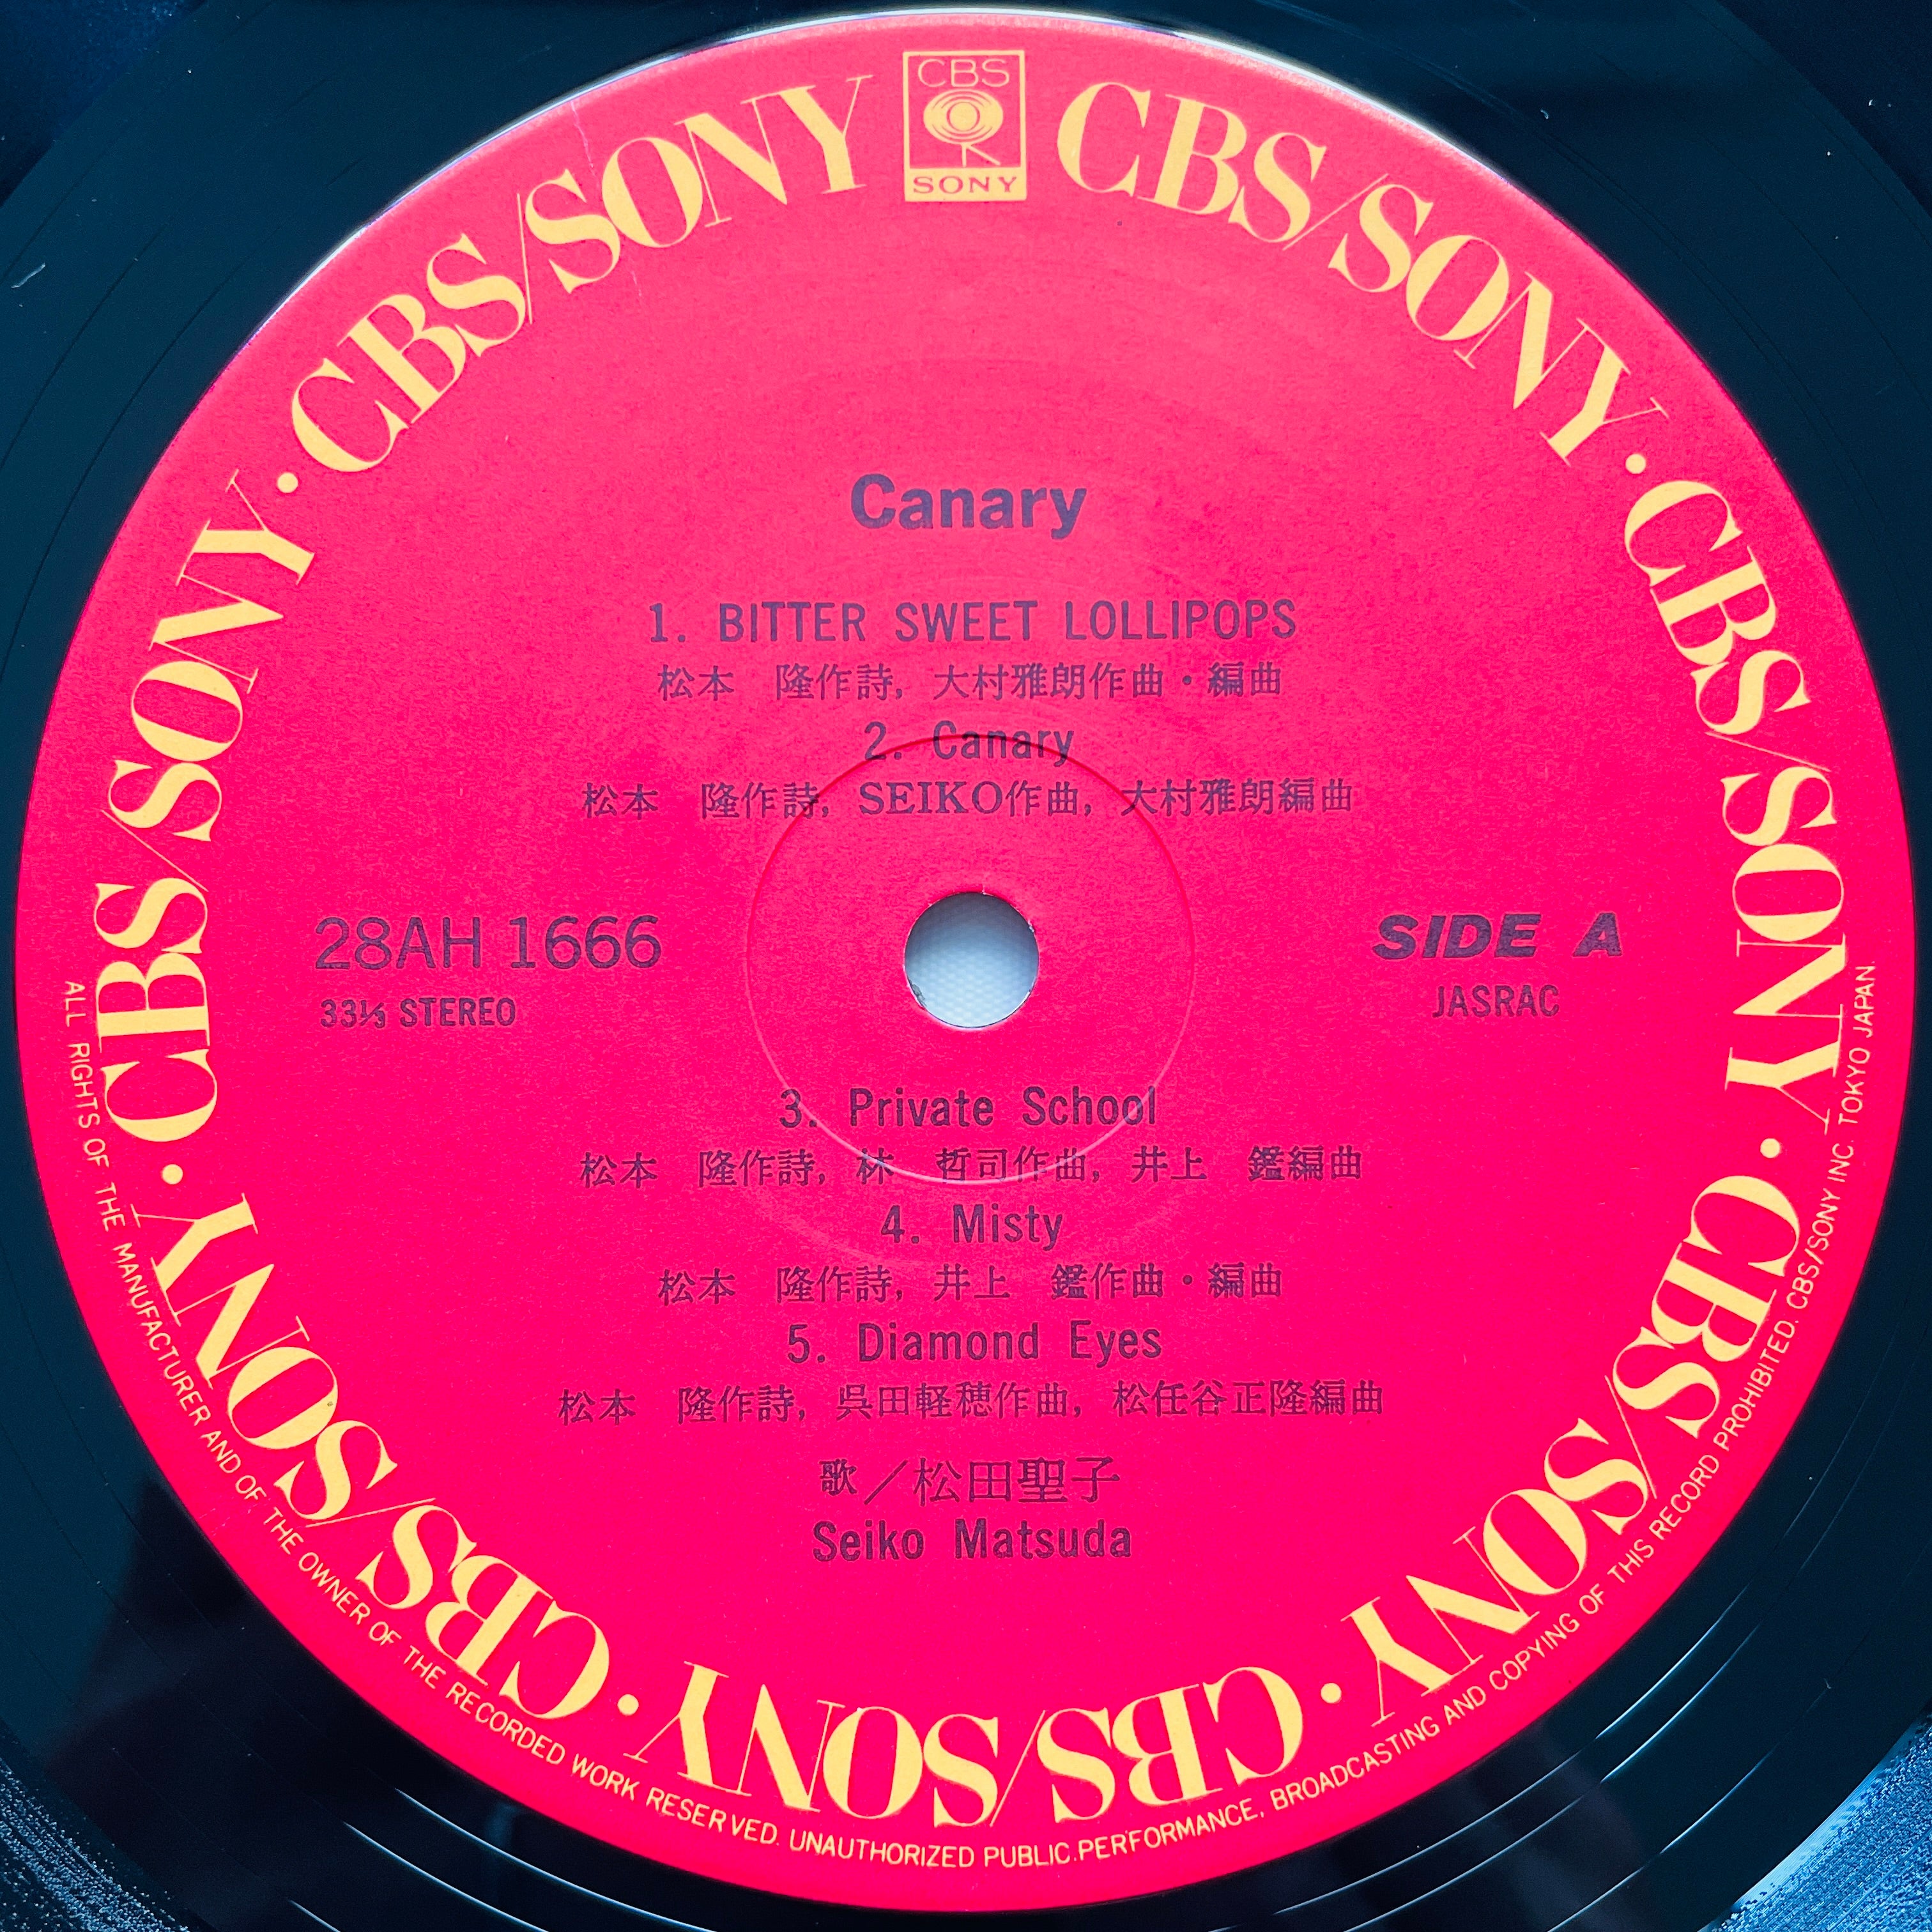 CBS
SONY
CBS/SONY · CBS/SONY · CBS/SONY · CBS/SONY · CBS/SONY · CBS/SONY · CBS/SONY
Canary
1. BITTER SWEET LOLLIPOPS
松本　隆作詩, 大村雅朗作曲・編曲
2. Canary
松本　隆作詩, SEIKO作曲, 大村雅朗編曲
28AH 1666
SIDE A
33⅓ STEREO
JASRAC
3. Private School
松本　隆作詩, 林　哲司作曲, 井上　鑑編曲
4. Misty
松本　隆作詩, 井上　鑑作曲・編曲
5. Diamond Eyes
松本　隆作詩, 呉田軽穂作曲, 松任谷正隆編曲
歌／松田聖子
Seiko Matsuda
ALL RIGHTS OF THE MANUFACTURER AND OF THE OWNER OF THE RECORDED WORK RESERVED. UNAUTHORIZED PUBLIC.PERFORMANCE, BROADCASTING AND COPYING OF THIS RECORD PROHIBITED. CBS/SONY INC. TOKYO JAPAN.